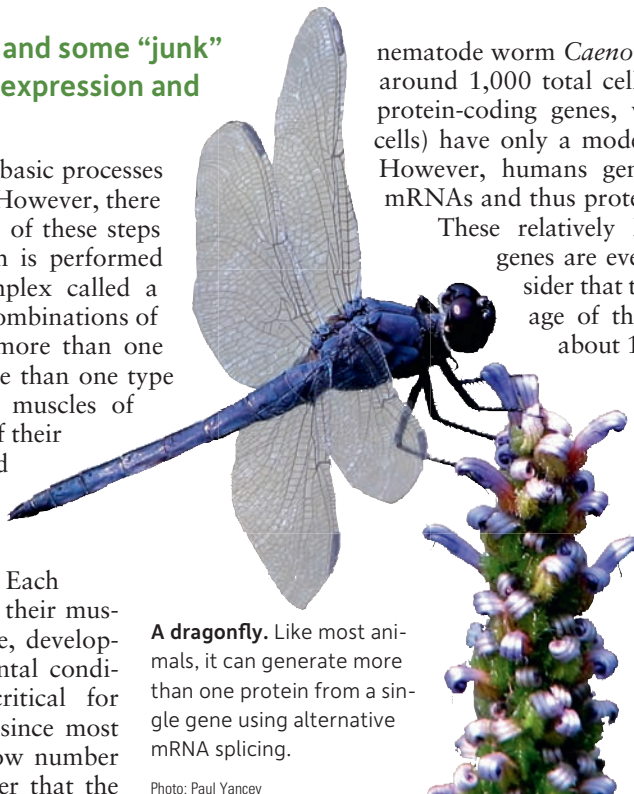 and some “junk”
expression and
basic processes
However, there
of these steps
n is performed
mplex called a
ombinations of
more than one
e than one type
muscles of
f their
d
Each
their mus-
e, develop-
ental condi-
critical for
since most
ow number
er that the
A dragonfly. Like most ani-
mals, it can generate more
than one protein from a sin-
gle gene using alternative
mRNA splicing.
Photo: Paul Yancey
nematode worm Caeno
around 1,000 total cell
protein-coding genes,
cells) have only a mod
However, humans gen
mRNAs and thus prote
These relatively
genes are eve
sider that t
age of th
about 1